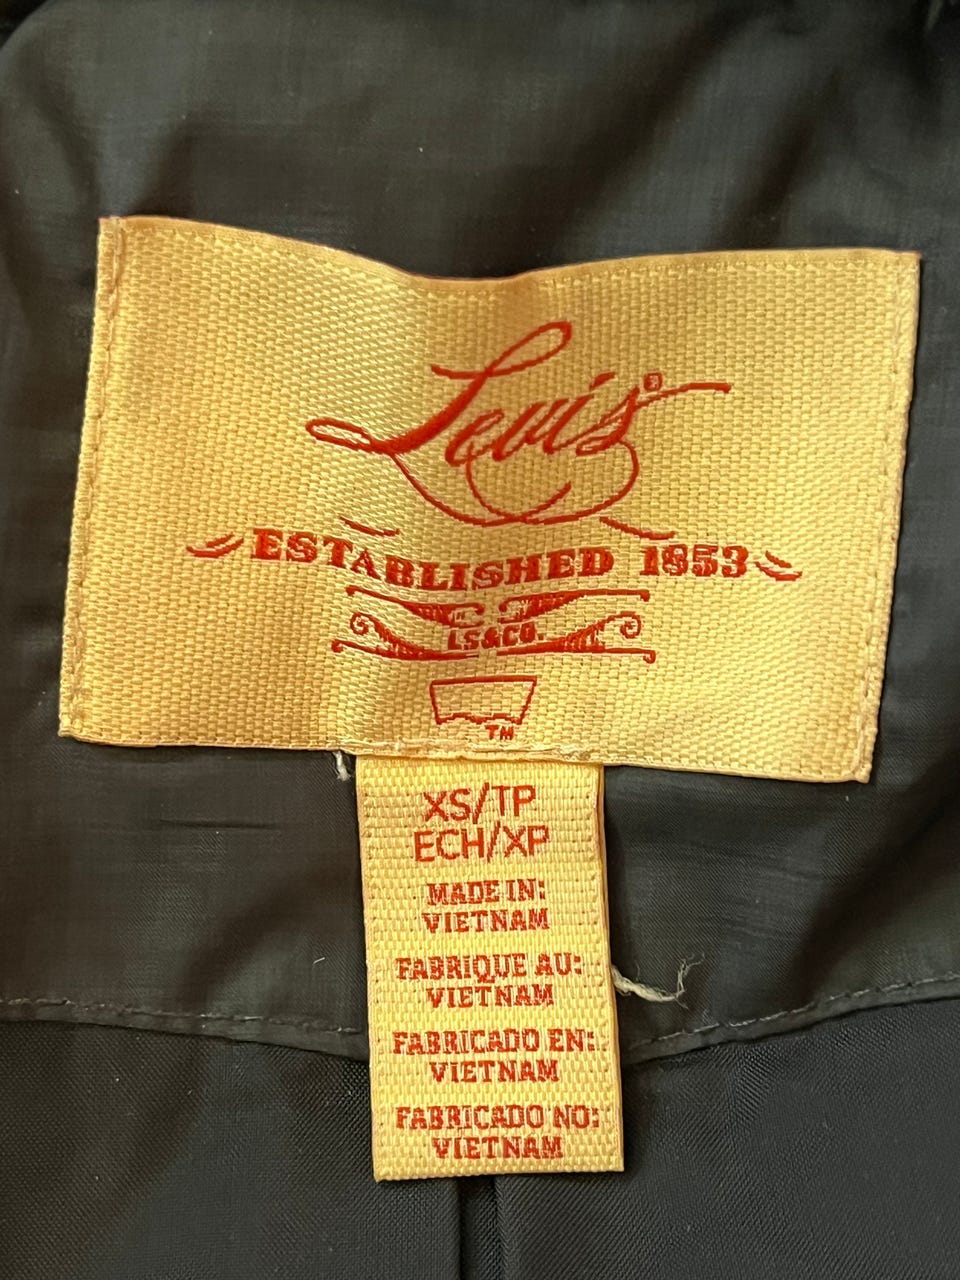 Levi's®
ESTABLISHED 1853
LS&CO.
TM
XS/TP
ECH/XP
MADE IN:
VIETNAM
FABRIQUE AU:
VIETNAM
FABRICADO EN:
VIETNAM
FABRICADO NO:
VIETNAM